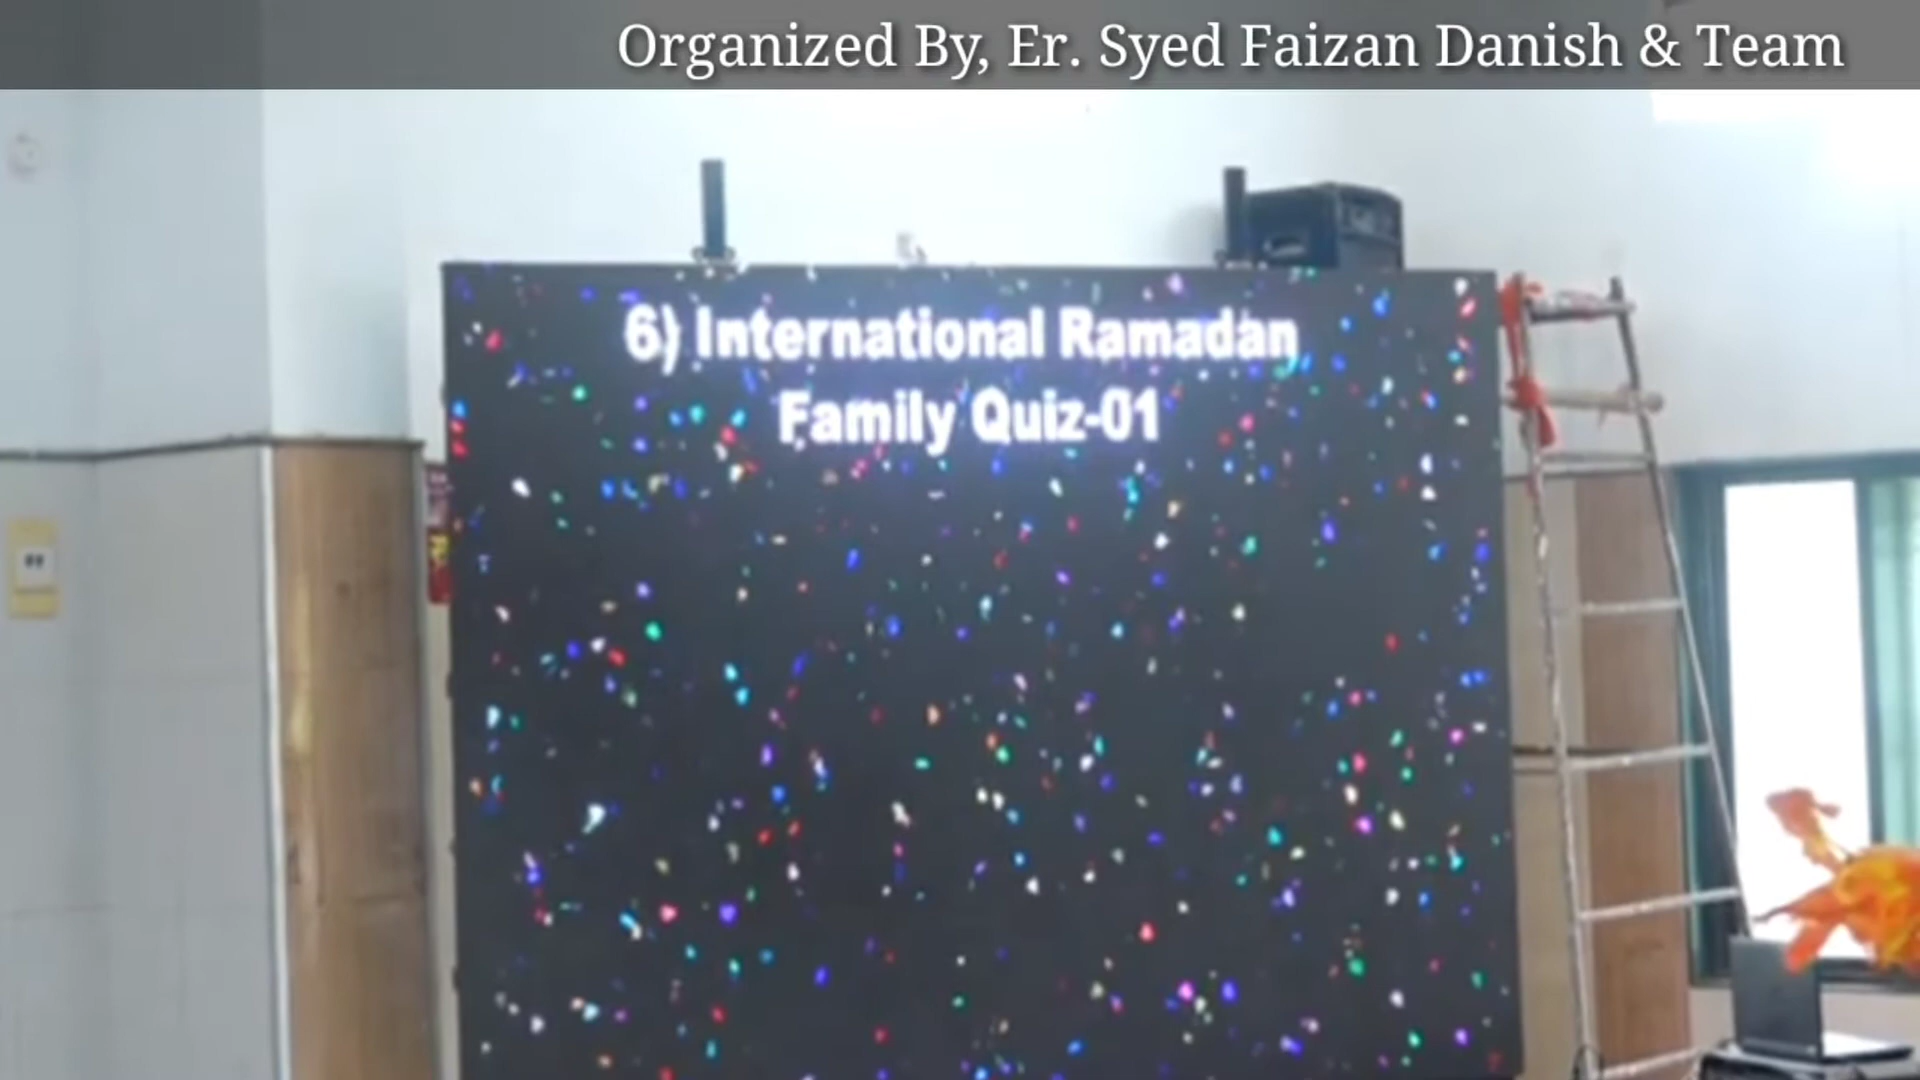 Organized By, Er. Syed Faizan Danish & Team
6) International Ramadan
Family Quiz-01